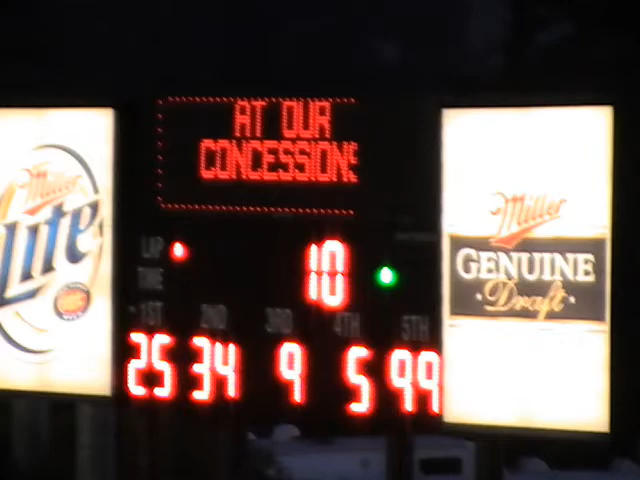 AT OUR
CONCESSIONS
Miller
Lite
LAP
TIME
10
1ST 2ND 3RD 4TH 5TH
25 34 9 5 99
Miller
GENUINE
Draft